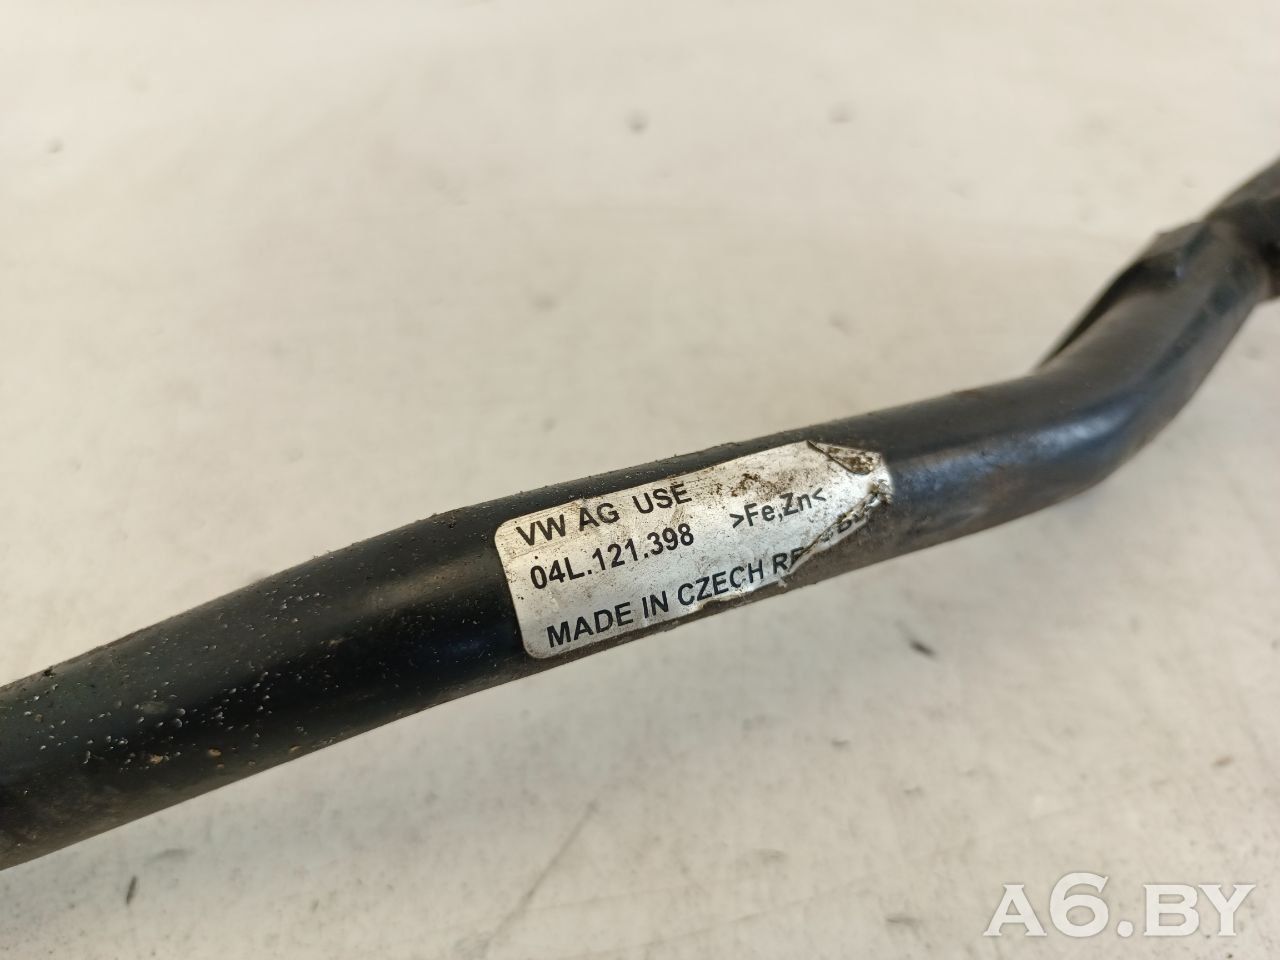 VW AG USE
04L.121.398 >Fe,Zn<
MADE IN CZECH
A6.BY